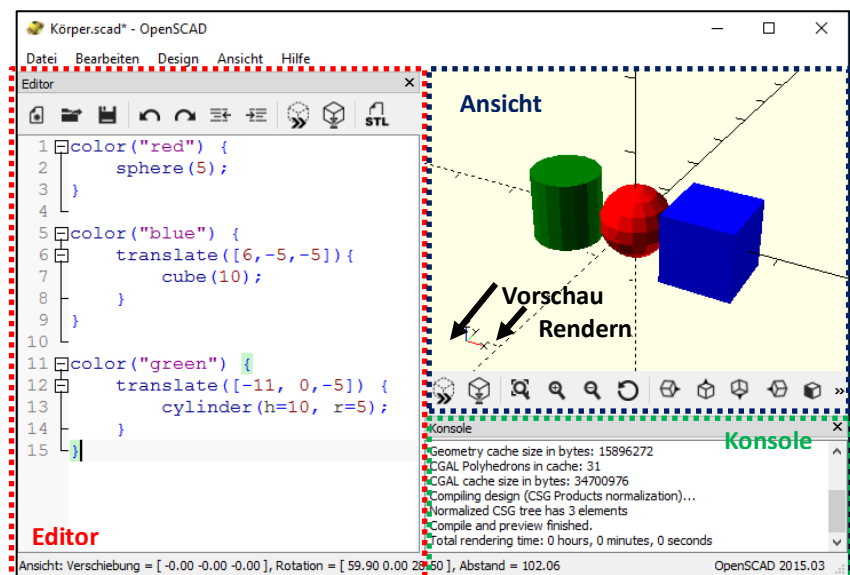 Körper.scad* - OpenSCAD
Datei Bearbeiten Design Ansicht Hilfe
Editor
STL
1 color("red") {
2 sphere(5);
3 }
4
5 color("blue") {
6 translate([6,-5,-5]){
7 cube(10);
8 }
9 }
10
11 color("green") {
12 translate([-11, 0,-5]) {
13 cylinder(h=10, r=5);
14 }
15 }
Editor
Ansicht
Vorschau
Rendern
Konsole
Konsole
Geometry cache size in bytes: 15896272
CGAL Polyhedrons in cache: 31
CGAL cache size in bytes: 34700976
Compiling design (CSG Products normalization)...
Normalized CSG tree has 3 elements
Compile and preview finished.
Total rendering time: 0 hours, 0 minutes, 0 seconds
Ansicht: Verschiebung = [ -0.00 -0.00 -0.00 ], Rotation = [ 59.90 0.00 50 ], Abstand = 102.06
OpenSCAD 2015.03